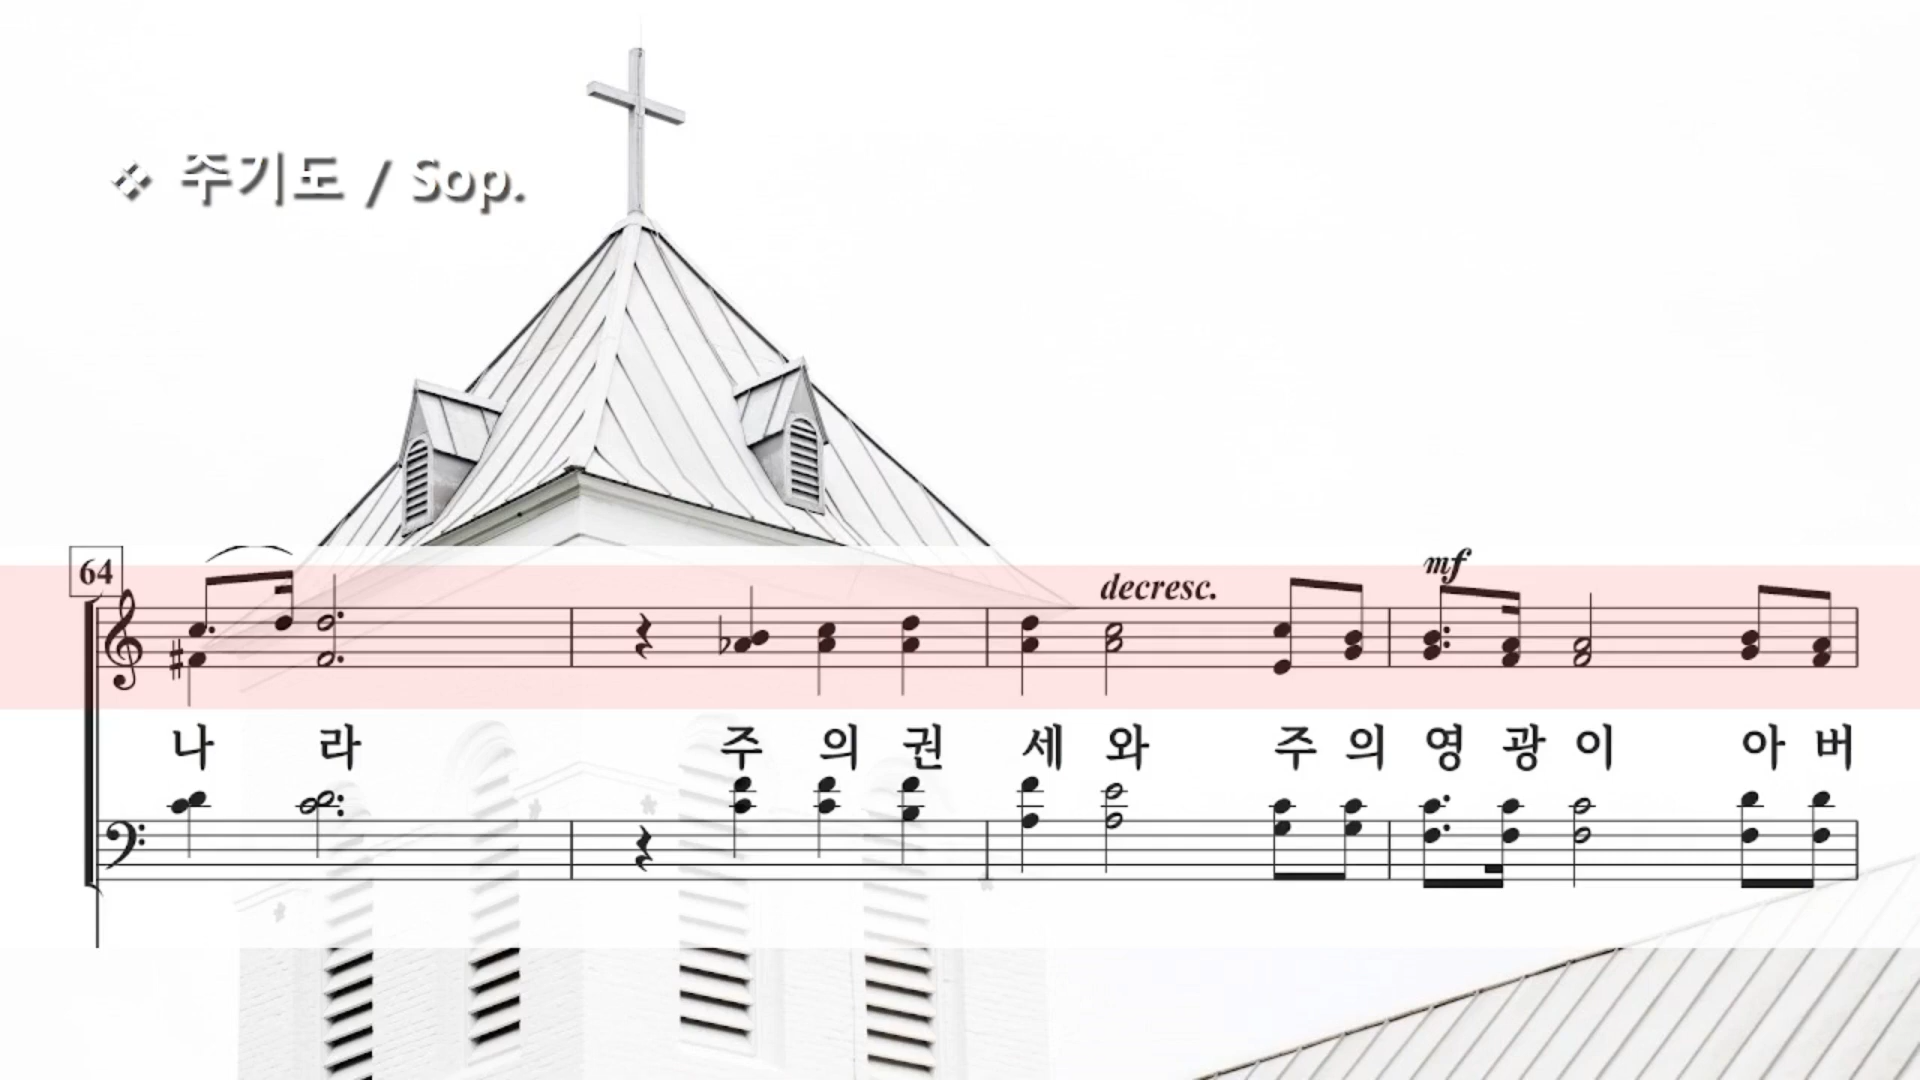 ❖ 주기도 / Sop.
64
decresc.
mf
나 라 주 의 권 세 와 주 의 영 광 이 아 버